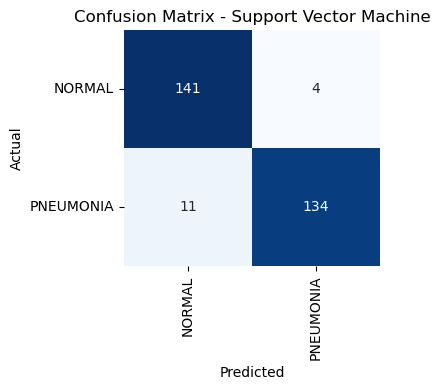 Confusion Matrix - Support Vector Machine
NORMAL
141
4
Actual
PNEUMONIA
11
134
NORMAL
PNEUMONIA
Predicted